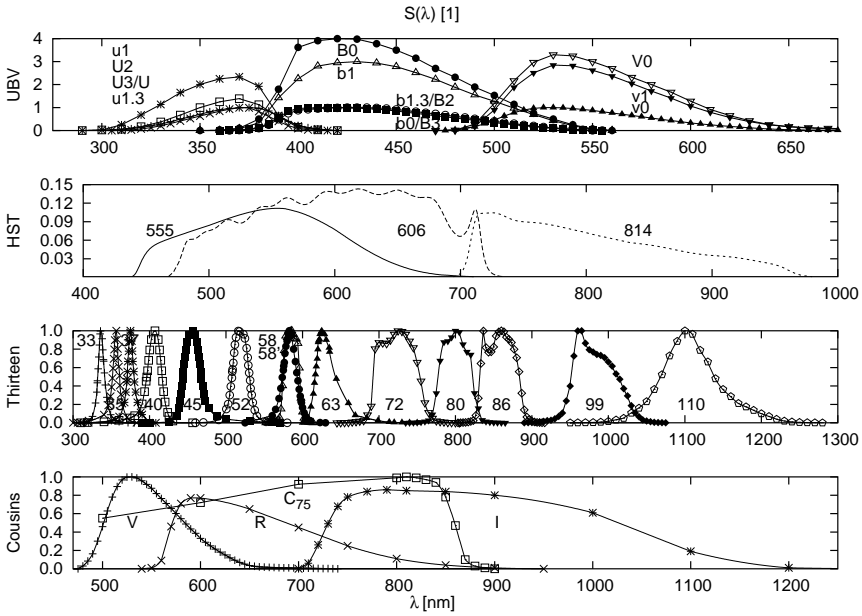 S(λ) [1]
UBV
4
3
2
1
0
u1
U2
U3/U
u1.3
B0
b1
b1.3/B2
b0/B3
V0
v1
v0
300 350 400 450 500 550 600 650
HST
0.15
0.12
0.09
0.06
0.03
555
606
814
400 500 600 700 800 900 1000
Thirteen
1.0
0.8
0.6
0.4
0.2
0.0
33 37
35 40 45 52
58
58'
63 72 80 86 99 110
300 400 500 600 700 800 900 1000 1100 1200 1300
Cousins
1.0
0.8
0.6
0.4
0.2
0.0
V
R
C75
I
500 600 700 800 900 1000 1100 1200
λ [nm]